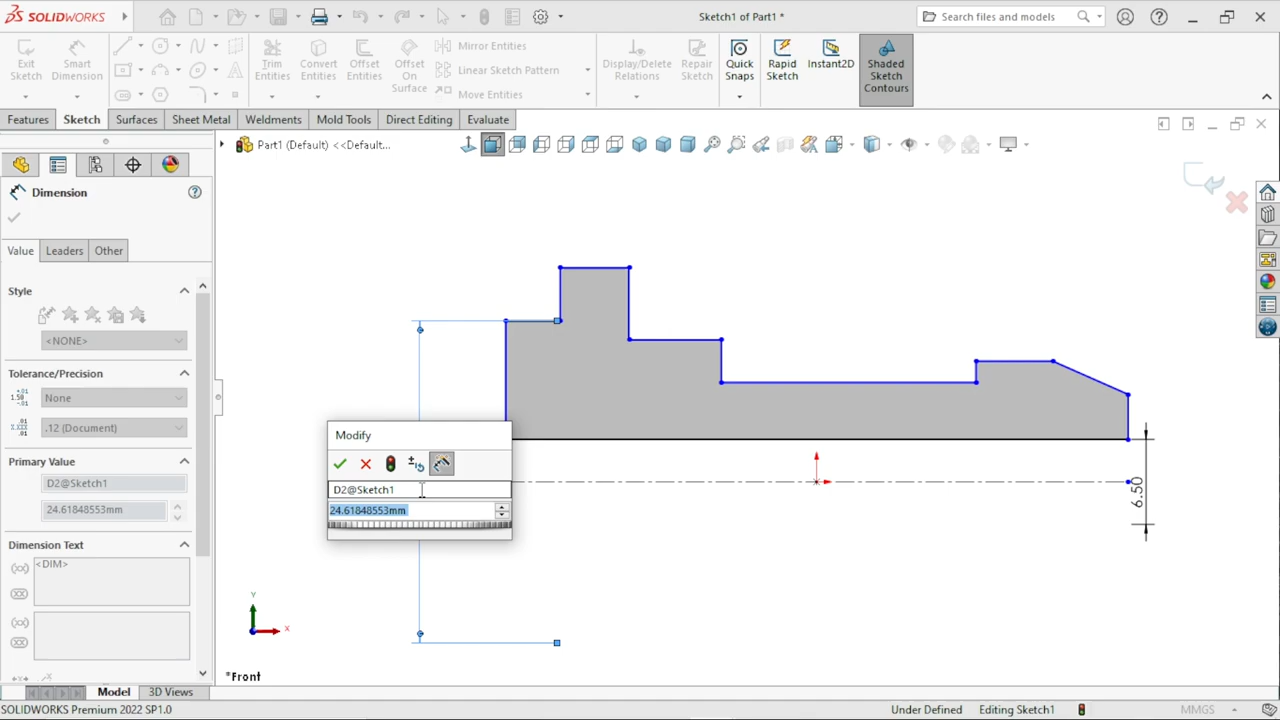 SOLIDWORKS
Sketch1 of Part1 *
Search files and models
Exit Sketch
Smart Dimension
Trim Entities
Convert Entities
Offset Entities
Offset On Surface
Mirror Entities
Linear Sketch Pattern
Move Entities
Display/Delete Relations
Repair Sketch
Quick Snaps
Rapid Sketch
Instant2D
Shaded Sketch Contours
Features
Sketch
Surfaces
Sheet Metal
Weldments
Mold Tools
Direct Editing
Evaluate
Part1 (Default) <<Default...
Dimension
Value
Leaders
Other
Style
<NONE>
Tolerance/Precision
None
.12 (Document)
Primary Value
D2@Sketch1
24.61848553mm
Dimension Text
<DIM>
Modify
D2@Sketch1
24.61848553mm
6.50
Y
X
*Front
Model
3D Views
SOLIDWORKS Premium 2022 SP1.0
Under Defined
Editing Sketch1
MMGS